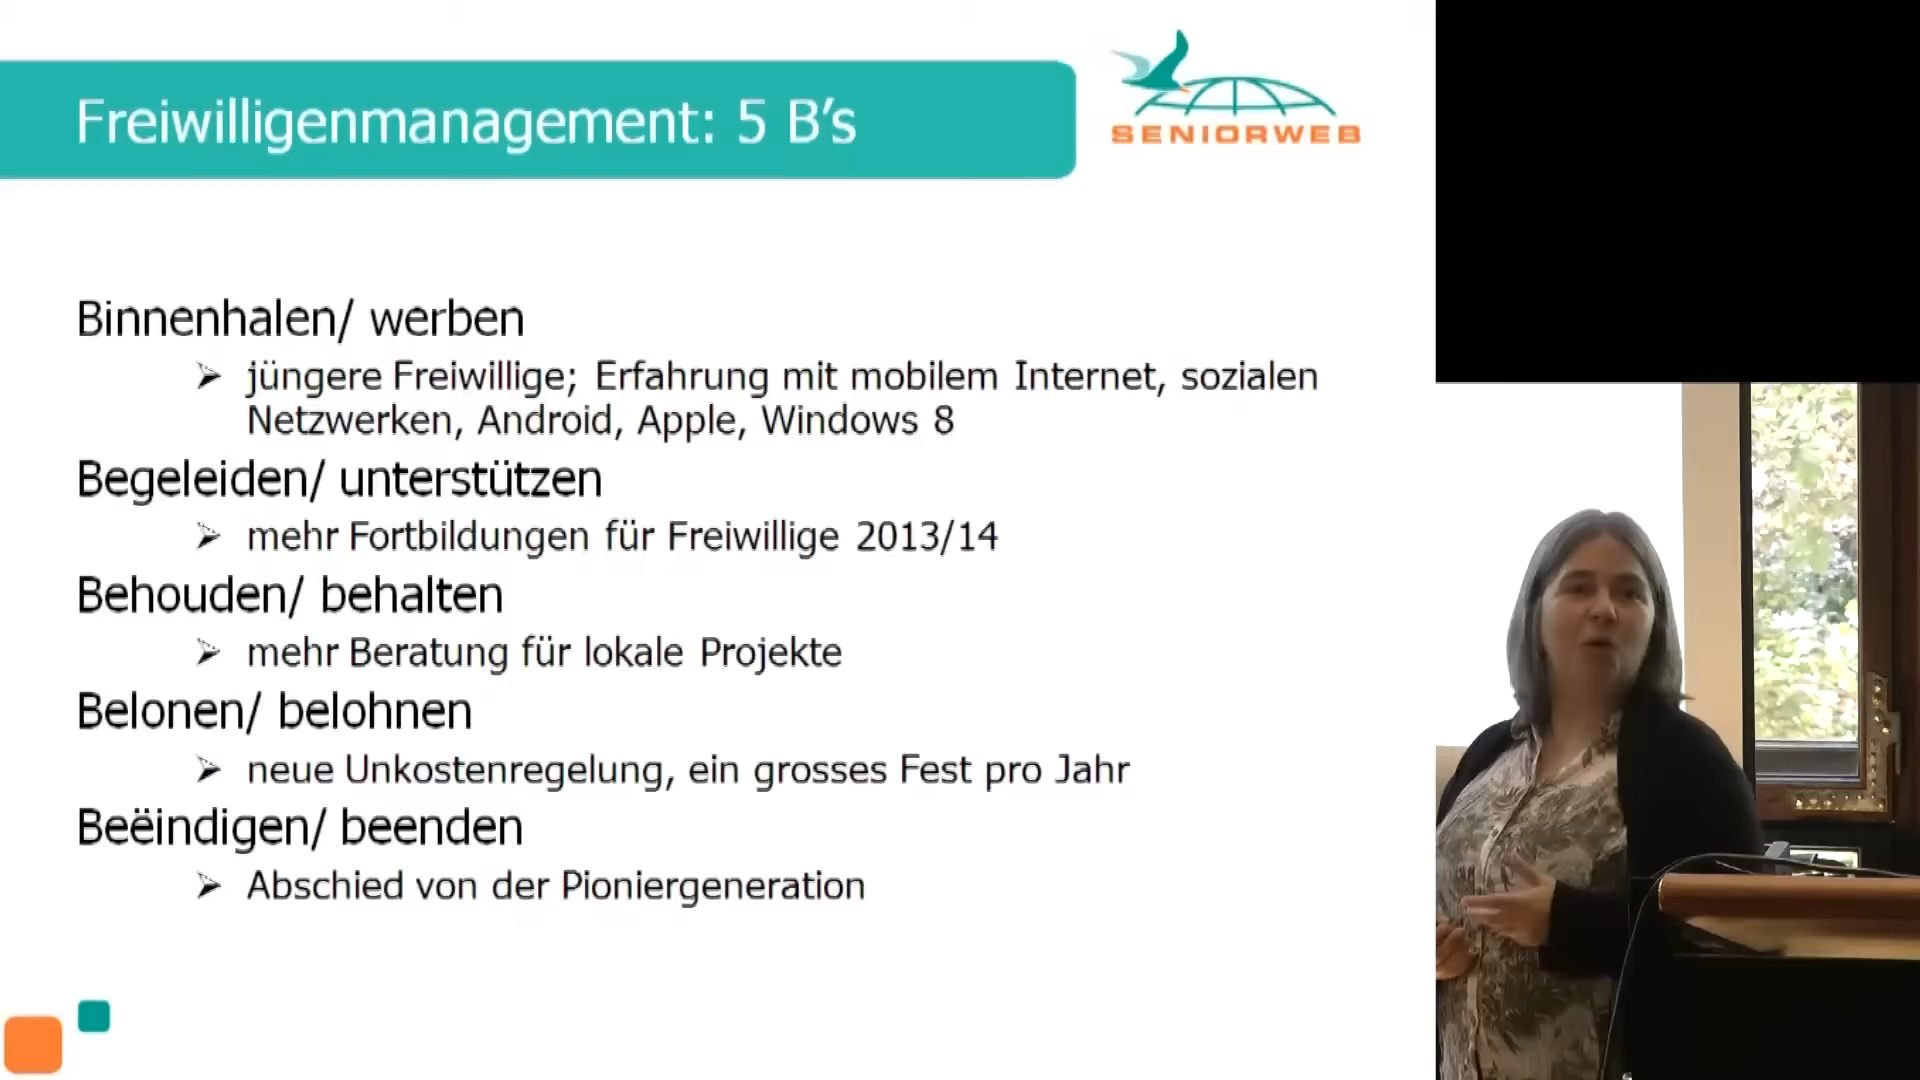 Freiwilligenmanagement: 5 B's
SENIORWEB
Binnenhalen/ werben
jüngere Freiwillige; Erfahrung mit mobilem Internet, sozialen
Netzwerken, Android, Apple, Windows 8
Begeleiden/ unterstützen
mehr Fortbildungen für Freiwillige 2013/14
Behouden/ behalten
mehr Beratung für lokale Projekte
Belonen/ belohnen
neue Unkostenregelung, ein grosses Fest pro Jahr
Beëindigen/ beenden
Abschied von der Pioniergeneration